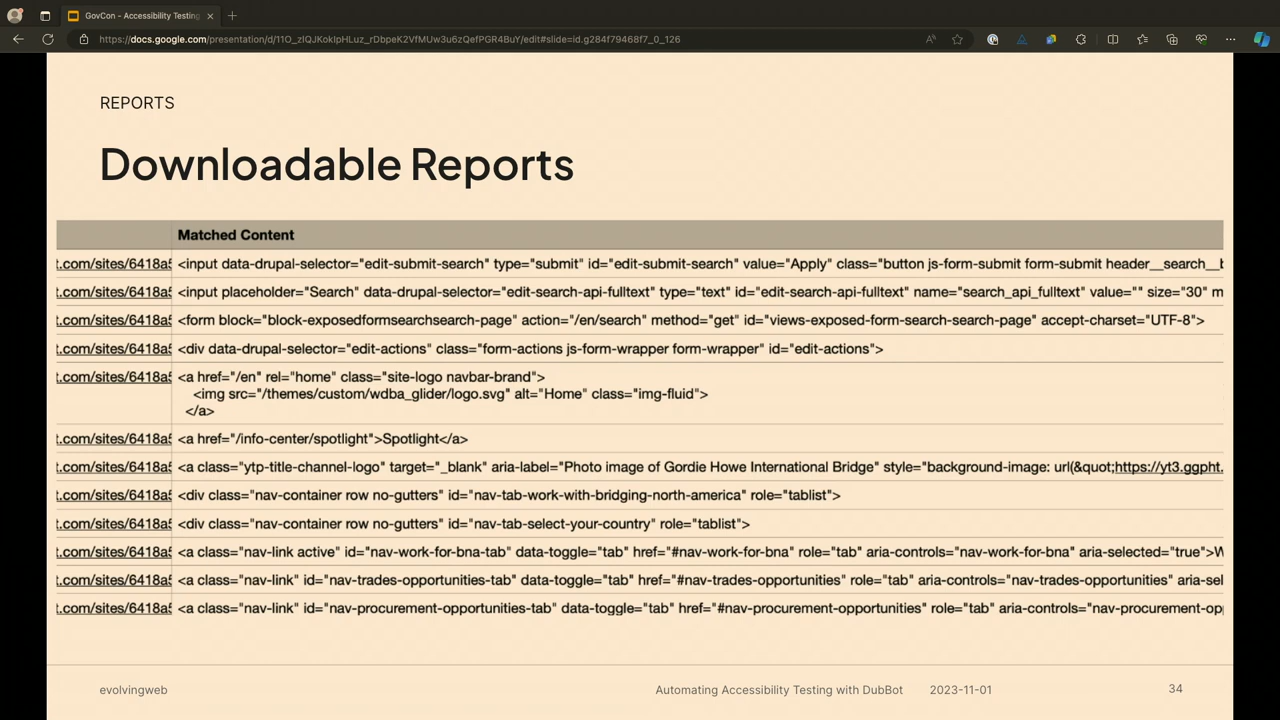 GovCon - Accessibility Testing
https://docs.google.com/presentation/d/11O_zIQJKokIpHLuz_rDbpeK2VfMUw3u6zQefPGR4BuY/edit#slide=id.g284f79468f7_0_126
REPORTS
Downloadable Reports
Matched Content
t.com/sites/6418a5 <input data-drupal-selector="edit-submit-search" type="submit" id="edit-submit-search" value="Apply" class="button js-form-submit form-submit header__search__b
t.com/sites/6418a5 <input placeholder="Search" data-drupal-selector="edit-search-api-fulltext" type="text" id="edit-search-api-fulltext" name="search_api_fulltext" value="" size="30" m
t.com/sites/6418a5 <form block="block-exposedformsearchsearch-page" action="/en/search" method="get" id="views-exposed-form-search-search-page" accept-charset="UTF-8">
t.com/sites/6418a5 <div data-drupal-selector="edit-actions" class="form-actions js-form-wrapper form-wrapper" id="edit-actions">
t.com/sites/6418a5 <a href="/en" rel="home" class="site-logo navbar-brand">
<img src="/themes/custom/wdba_glider/logo.svg" alt="Home" class="img-fluid">
</a>
t.com/sites/6418a5 <a href="/info-center/spotlight">Spotlight</a>
t.com/sites/6418a5 <a class="ytp-title-channel-logo" target="_blank" aria-label="Photo image of Gordie Howe International Bridge" style="background-image: url(&quot;https://yt3.ggpht.
t.com/sites/6418a5 <div class="nav-container row no-gutters" id="nav-tab-work-with-bridging-north-america" role="tablist">
t.com/sites/6418a5 <div class="nav-container row no-gutters" id="nav-tab-select-your-country" role="tablist">
t.com/sites/6418a5 <a class="nav-link active" id="nav-work-for-bna-tab" data-toggle="tab" href="#nav-work-for-bna" role="tab" aria-controls="nav-work-for-bna" aria-selected="true">W
t.com/sites/6418a5 <a class="nav-link" id="nav-trades-opportunities-tab" data-toggle="tab" href="#nav-trades-opportunities" role="tab" aria-controls="nav-trades-opportunities" aria-sel
t.com/sites/6418a5 <a class="nav-link" id="nav-procurement-opportunities-tab" data-toggle="tab" href="#nav-procurement-opportunities" role="tab" aria-controls="nav-procurement-opp
evolvingweb
Automating Accessibility Testing with DubBot 2023-11-01 34